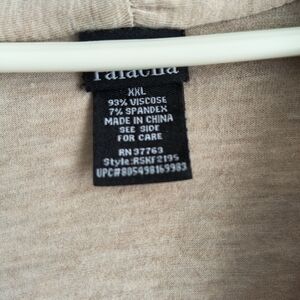 XXL
93% VISCOSE
7% SPANDEX
MADE IN CHINA
SEE SIDE
FOR CARE
RN 37763
Style:RSKF2195
UPC#805498169983